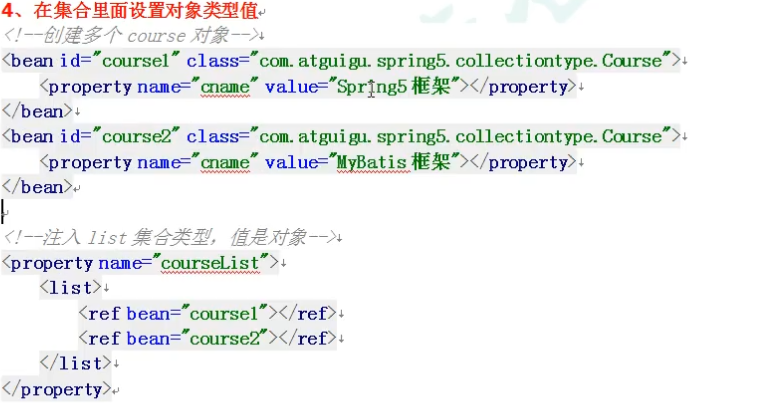 4、在集合里面设置对象类型值
<!--创建多个 course 对象-->
<bean id="course1" class="com.atguigu.spring5.collectiontype.Course">
    <property name="cname" value="Spring5 框架"></property>
</bean>
<bean id="course2" class="com.atguigu.spring5.collectiontype.Course">
    <property name="cname" value="MyBatis 框架"></property>
</bean>
<!--注入 list 集合类型，值是对象-->
<property name="courseList">
    <list>
        <ref bean="course1"></ref>
        <ref bean="course2"></ref>
    </list>
</property>